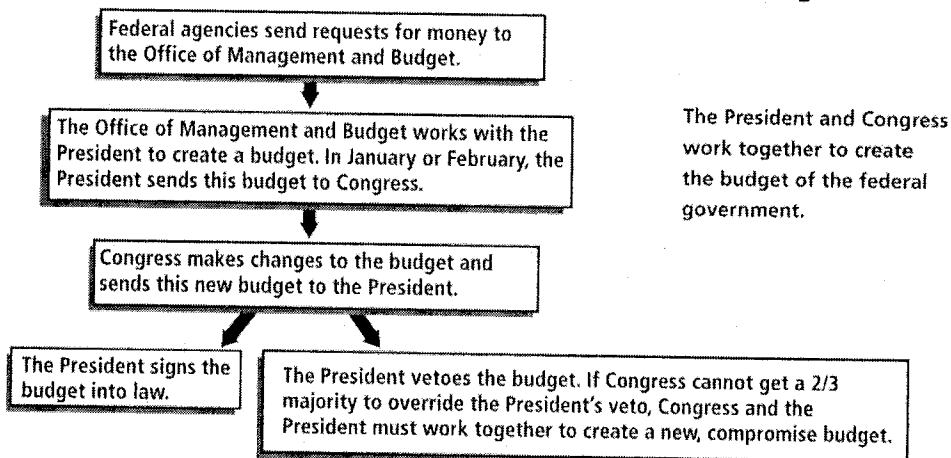 Federal agencies send requests for money to
the Office of Management and Budget.
The Office of Management and Budget works with the
President to create a budget. In January or February, the
President sends this budget to Congress.
The President and Congress
work together to create
the budget of the federal
government.
Congress makes changes to the budget and
sends this new budget to the President.
The President signs the
budget into law.
The President vetoes the budget. If Congress cannot get a 2/3
majority to override the President's veto, Congress and the
President must work together to create a new, compromise budget.